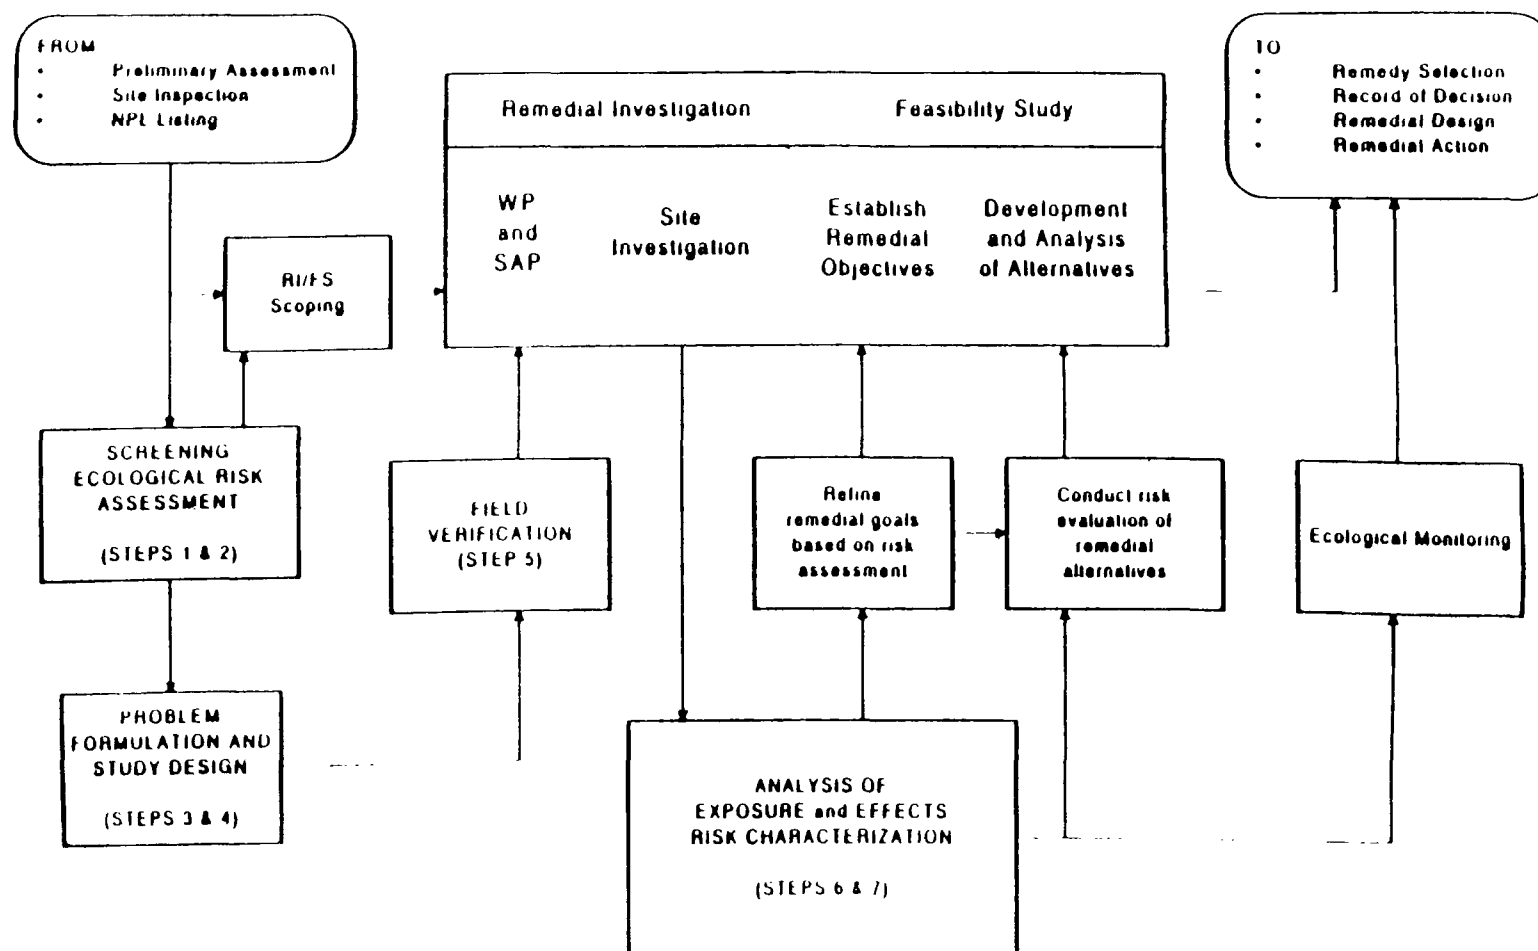 FROM
• Preliminary Assessment
• Site Inspection
• NPL Listing
TO
• Remedy Selection
• Record of Decision
• Remedial Design
• Remedial Action
Remedial Investigation
Feasibility Study
WP
and
SAP
Site
Investigation
Establish
Remedial
Objectives
Development
and Analysis
of Alternatives
RI/FS
Scoping
SCREENING
ECOLOGICAL RISK
ASSESSMENT
(STEPS 1 & 2)
FIELD
VERIFICATION
(STEP 5)
Refine
remedial goals
based on risk
assessment
Conduct risk
evaluation of
remedial
alternatives
Ecological Monitoring
PROBLEM
FORMULATION AND
STUDY DESIGN
(STEPS 3 & 4)
ANALYSIS OF
EXPOSURE and EFFECTS
RISK CHARACTERIZATION
(STEPS 6 & 7)